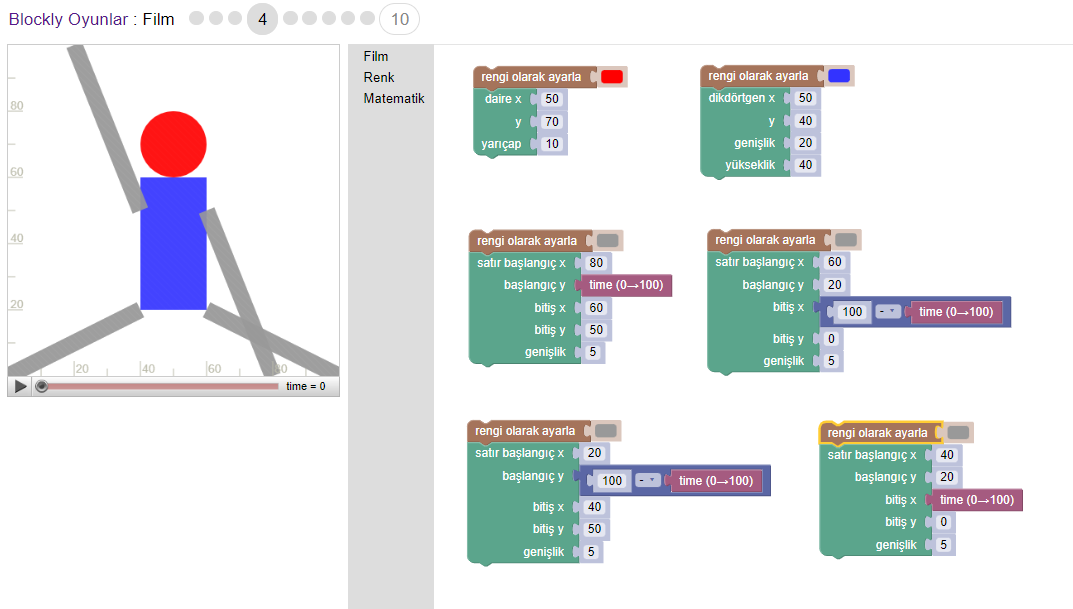 Blockly Oyunlar : Film 4 10
80
60
40
20
20 40 60 80
time = 0
Film
Renk
Matematik
rengi olarak ayarla
daire x 50
y 70
yarıçap 10
rengi olarak ayarla
dikdörtgen x 50
y 40
genişlik 20
yükseklik 40
rengi olarak ayarla
satır başlangıç x 80
başlangıç y time (0→100)
bitiş x 60
bitiş y 50
genişlik 5
rengi olarak ayarla
satır başlangıç x 60
başlangıç y 20
bitiş x 100 - time (0→100)
bitiş y 0
genişlik 5
rengi olarak ayarla
satır başlangıç x 20
başlangıç y 100 - time (0→100)
bitiş x 40
bitiş y 50
genişlik 5
rengi olarak ayarla
satır başlangıç x 40
başlangıç y 20
bitiş x time (0→100)
bitiş y 0
genişlik 5